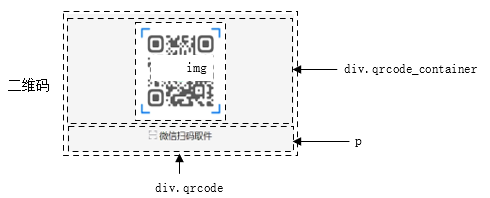 img
div.qrcode_container
二维码
微信扫码取件
p
div.qrcode